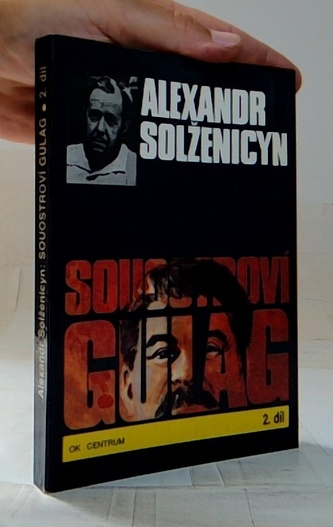 Alexandr Solženicyn: SOUOSTROVÍ GULAG • 2. díl
ALEXANDR
SOLŽENICYN
SOUOSTROVÍ
GULAG
2. díl
OK CENTRUM